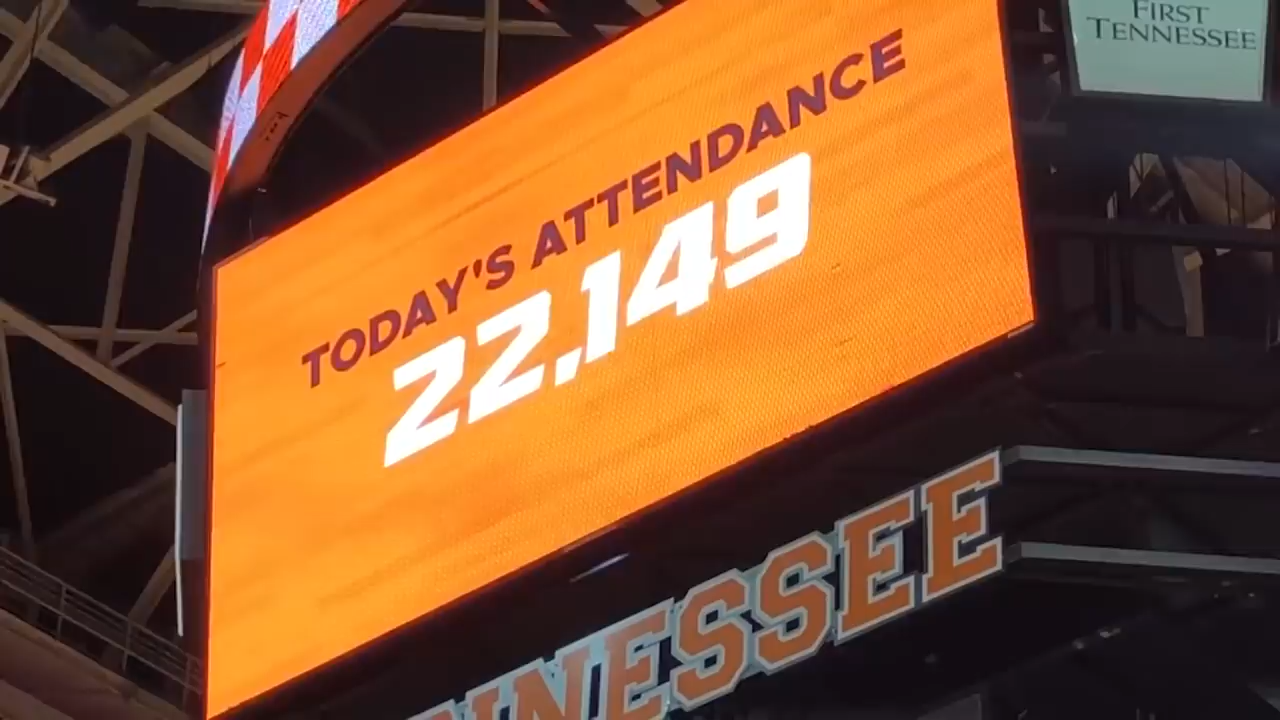 FIRST
TENNESSEE
TODAY'S ATTENDANCE
22,149
NNESSEE